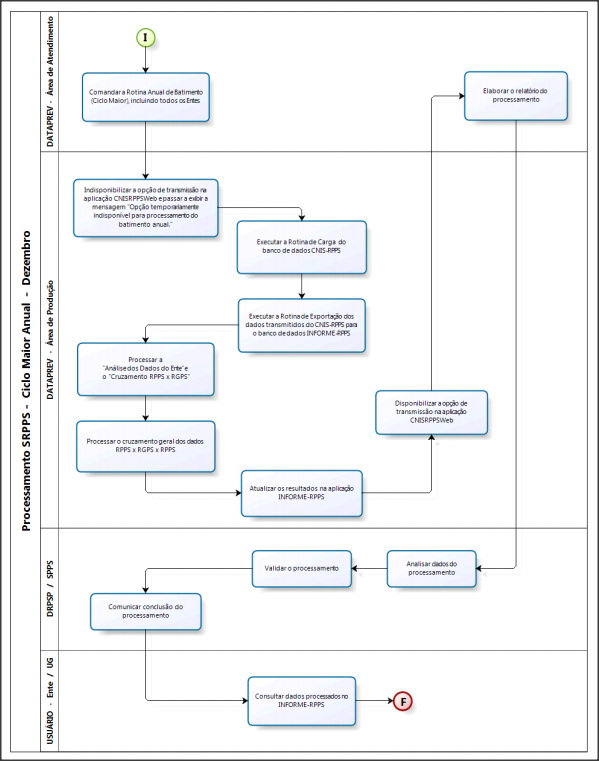 Processamento SRPPS - Ciclo Maior Anual - Dezembro
DATAPREV - Área de Atendimento
I
Comandar a Rotina Anual de Batimento
(Ciclo Maior), incluindo todos os Entes
Elaborar o relatório do
processamento
DATAPREV - Área de Produção
Indisponibilizar a opção de transmissão na
aplicação CNISRPPSWeb e passar a exibir a
mensagem "Opção temporariamente
indisponível para processamento do
batimento anual."
Executar a Rotina de Carga do
banco de dados CNIS-RPPS
Executar a Rotina de Exportação dos
dados transmitidos do CNIS-RPPS para
o banco de dados INFORME-RPPS
Processar a
"Análise dos Dados do Ente" e
o "Cruzamento RPPS x RGPS"
Disponibilizar a opção de
transmissão na aplicação
CNISRPPSWeb
Processar o cruzamento geral dos dados
RPPS x RGPS x RPPS
Atualizar os resultados na aplicação
INFORME-RPPS
DRPSP / SPPS
Analisar dados do
processamento
Validar o processamento
Comunicar conclusão do
processamento
USUÁRIO - Ente / UG
Consultar dados processados no
INFORME-RPPS
F